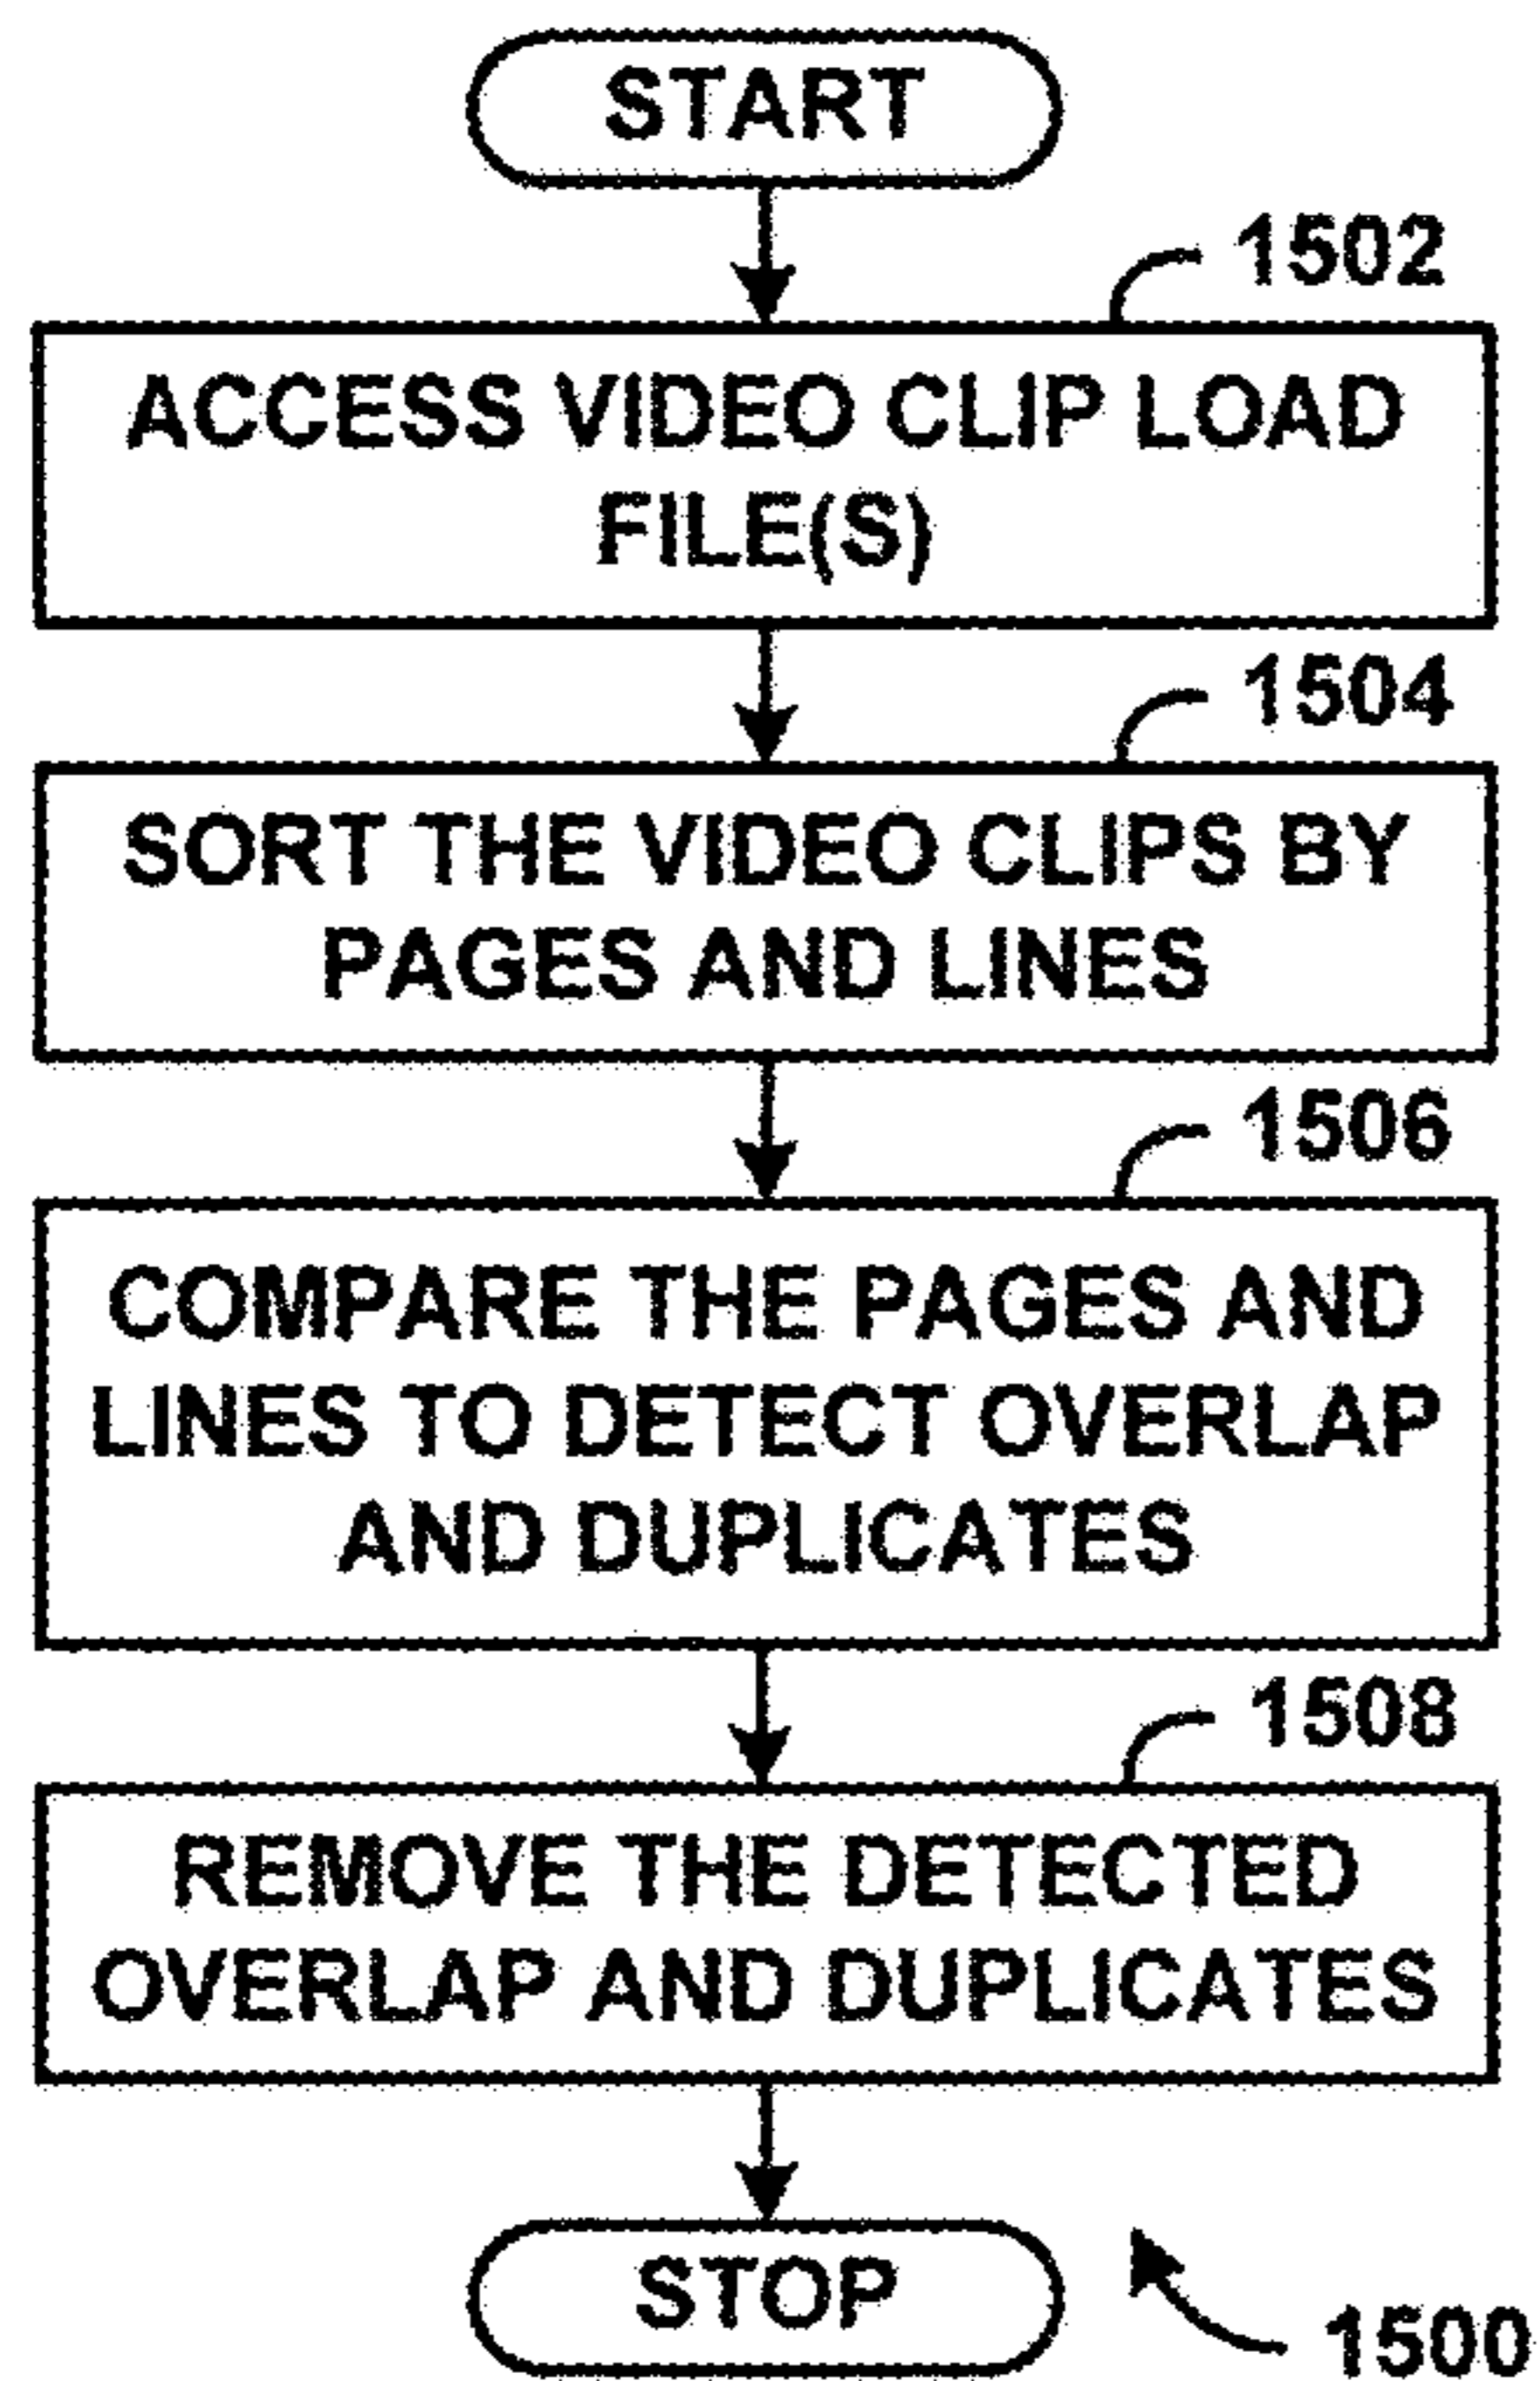 START
1502
ACCESS VIDEO CLIP LOAD
FILE(S)
1504
SORT THE VIDEO CLIPS BY
PAGES AND LINES
1506
COMPARE THE PAGES AND
LINES TO DETECT OVERLAP
AND DUPLICATES
1508
REMOVE THE DETECTED
OVERLAP AND DUPLICATES
STOP
1500